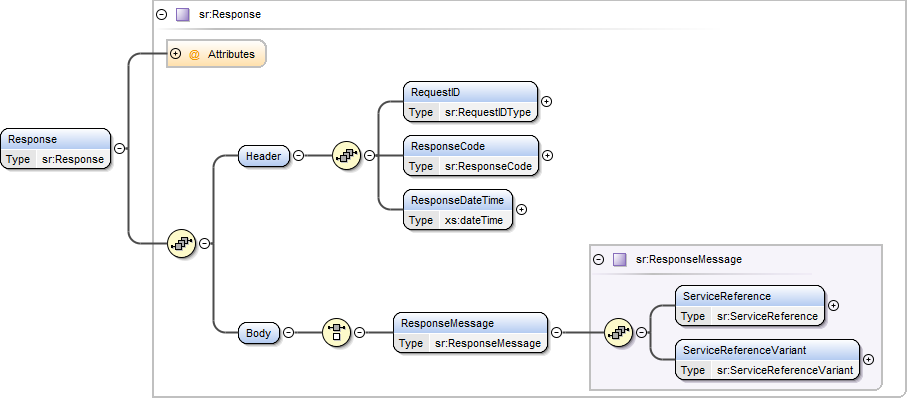 sr:Response
@ Attributes
Response
Type sr:Response
Header
RequestID
Type sr:RequestIDType
ResponseCode
Type sr:ResponseCode
ResponseDateTime
Type xs:dateTime
Body
ResponseMessage
Type sr:ResponseMessage
sr:ResponseMessage
ServiceReference
Type sr:ServiceReference
ServiceReferenceVariant
Type sr:ServiceReferenceVariant